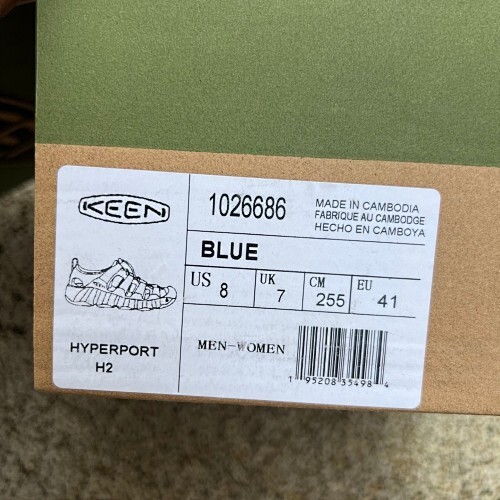 KEEN
1026686
MADE IN CAMBODIA
FABRIQUE AU CAMBODGE
HECHO EN CAMBOYA
BLUE
US 8 UK 7 CM 255 EU 41
HYPERPORT
H2
MEN-WOMEN
1 95208 35498 4